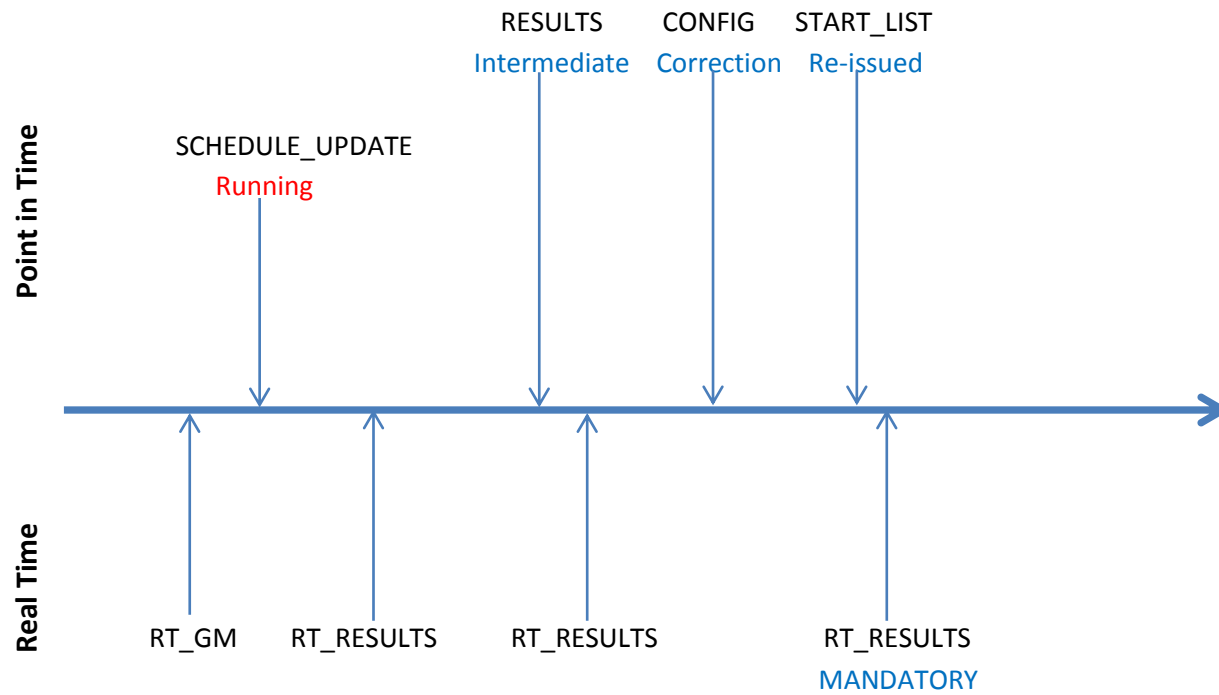 RESULTS CONFIG START_LIST
Intermediate Correction Re-issued
SCHEDULE_UPDATE
Running
Point in Time
Real Time
RT_GM RT_RESULTS RT_RESULTS RT_RESULTS
MANDATORY